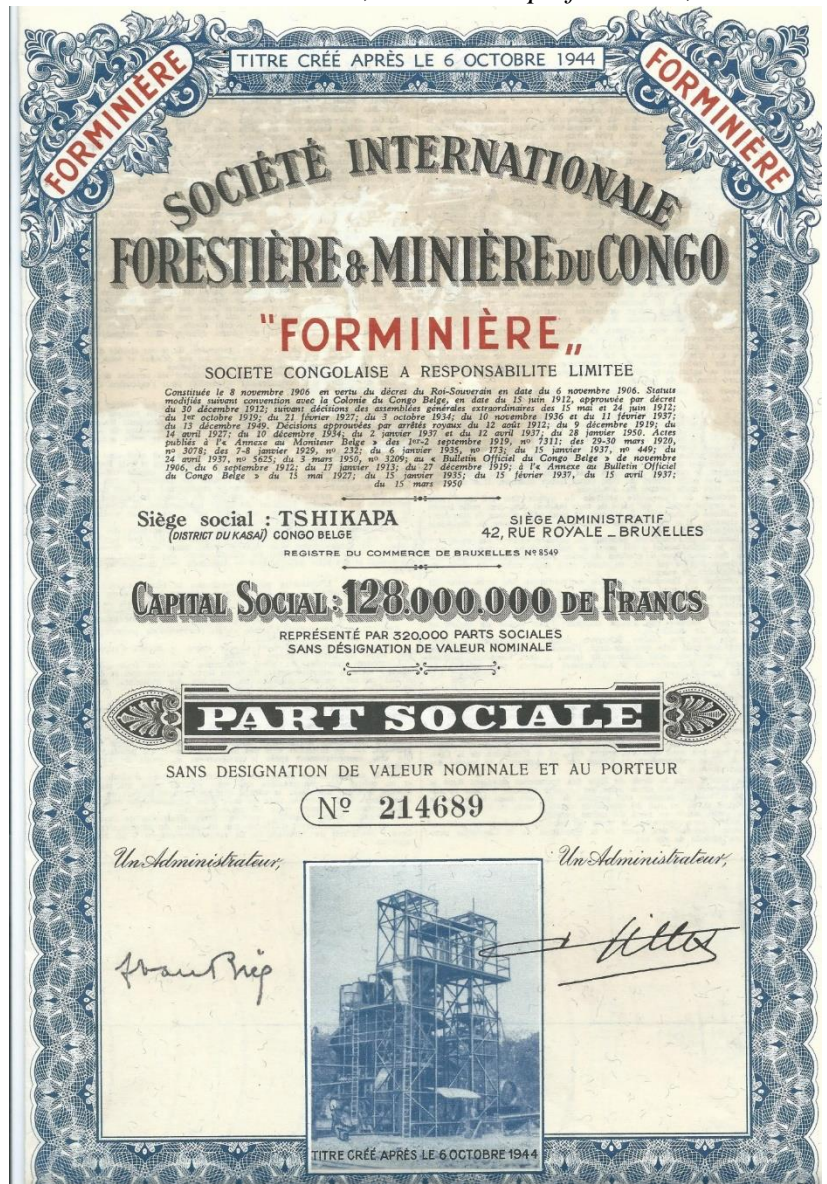 TITRE CRÉÉ APRÈS LE 6 OCTOBRE 1944
FORMINIÈRE
FORMINIÈRE
SOCIÉTÉ INTERNATIONALE
FORESTIÈRE & MINIÈRE DU CONGO
"FORMINIÈRE„
SOCIETE CONGOLAISE A RESPONSABILITE LIMITEE
Constituée le 8 novembre 1906 en vertu du décret du Roi-Souverain en date du 6 novembre 1906. Statuts
modifiés suivant convention avec la Colonie du Congo Belge, en date du 15 juin 1912, approuvée par décret
du 30 décembre 1912; suivant décisions des assemblées générales extraordinaires des 15 mai et 24 juin 1912;
du 1er octobre 1919; du 21 février 1927; du 3 octobre 1934; du 10 novembre 1936 et du 11 février 1937;
du 13 décembre 1949. Décisions approuvées par arrêtés royaux du 12 août 1912; du 9 décembre 1919; du
14 avril 1927; du 10 décembre 1934; du 2 janvier 1937 et du 12 avril 1937; du 28 janvier 1950. Actes
publiés à l'« Annexe au Moniteur Belge » des 1er-2 septembre 1919, no 7311; des 29-30 mars 1920,
no 3078; des 7-8 janvier 1929, no 232; du 6 janvier 1935, no 173; du 15 janvier 1937, no 449; du
24 avril 1937, no 5625; du 3 mars 1950, no 3209; au « Bulletin Officiel du Congo Belge » de novembre
1906, du 6 septembre 1912; du 17 janvier 1913; du 27 décembre 1919; à l'« Annexe au Bulletin Officiel
du Congo Belge » du 15 mai 1927; du 15 janvier 1935; du 15 février 1937, du 15 avril 1937;
du 15 mars 1950
Siège social : TSHIKAPA
(DISTRICT DU KASAÏ) CONGO BELGE
SIÈGE ADMINISTRATIF
42, RUE ROYALE _ BRUXELLES
REGISTRE DU COMMERCE DE BRUXELLES Nº 8549
CAPITAL SOCIAL : 128.000.000 DE FRANCS
REPRÉSENTÉ PAR 320.000 PARTS SOCIALES
SANS DÉSIGNATION DE VALEUR NOMINALE
PART SOCIALE
SANS DESIGNATION DE VALEUR NOMINALE ET AU PORTEUR
Nº 214689
Un Administrateur,
Un Administrateur,
TITRE CRÉÉ APRÈS LE 6 OCTOBRE 1944